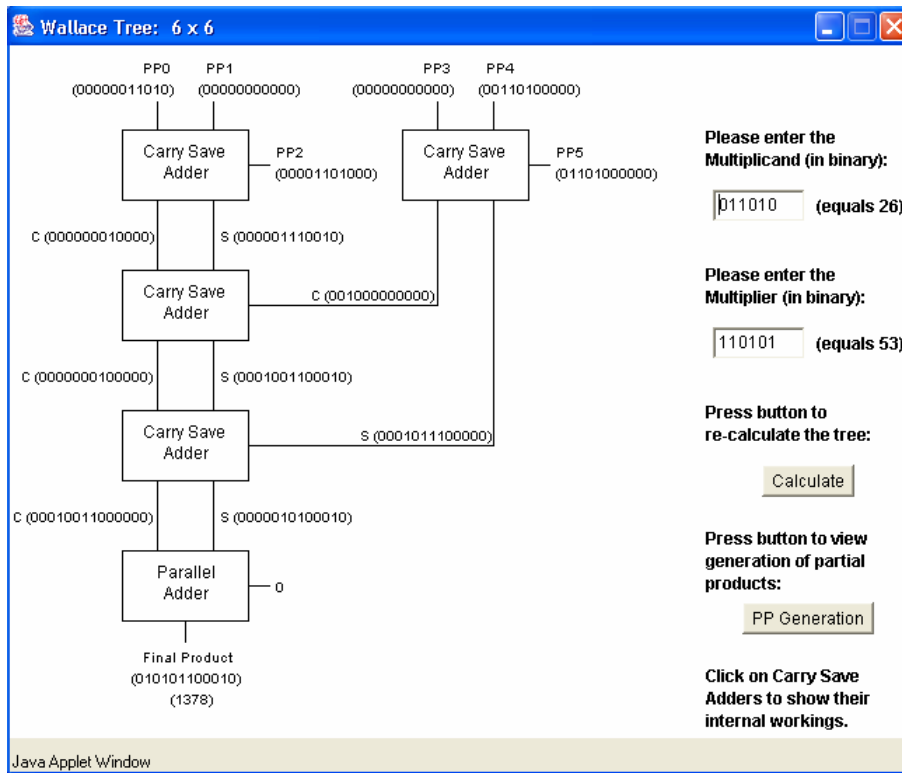 Wallace Tree: 6 x 6
PP0 PP1 PP3 PP4
(00000011010) (00000000000) (00000000000) (00110100000)
Carry Save
Adder
PP2
(00001101000)
Carry Save
Adder
PP5
(01101000000)
C (000000010000) S (000001110010)
Carry Save
Adder
C (001000000000)
C (0000000100000) S (0001001100010)
Carry Save
Adder
S (0001011100000)
C (00010011000000) S (0000010100010)
Parallel
Adder
0
Final Product
(010101100010)
(1378)
Please enter the
Multiplicand (in binary):
011010 (equals 26)
Please enter the
Multiplier (in binary):
110101 (equals 53)
Press button to
re-calculate the tree:
Calculate
Press button to view
generation of partial
products:
PP Generation
Click on Carry Save
Adders to show their
internal workings.
Java Applet Window